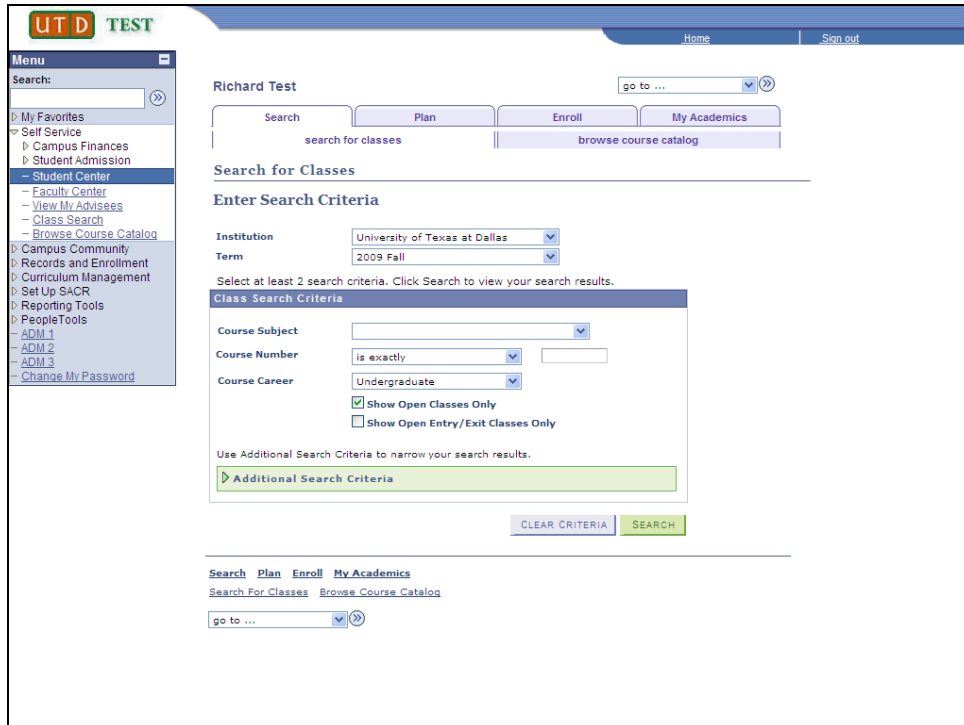 UTD TEST
Home Sign out
Menu
Search:
My Favorites
Self Service
Campus Finances
Student Admission
– Student Center
– Faculty Center
– View My Advisees
– Class Search
– Browse Course Catalog
Campus Community
Records and Enrollment
Curriculum Management
Set Up SACR
Reporting Tools
PeopleTools
– ADM 1
– ADM 2
– ADM 3
– Change My Password
Richard Test go to ...
Search Plan Enroll My Academics
search for classes browse course catalog
Search for Classes
Enter Search Criteria
Institution University of Texas at Dallas
Term 2009 Fall
Select at least 2 search criteria. Click Search to view your search results.
Class Search Criteria
Course Subject
Course Number is exactly
Course Career Undergraduate
Show Open Classes Only
Show Open Entry/Exit Classes Only
Use Additional Search Criteria to narrow your search results.
Additional Search Criteria
CLEAR CRITERIA SEARCH
Search Plan Enroll My Academics
Search For Classes Browse Course Catalog
go to ...